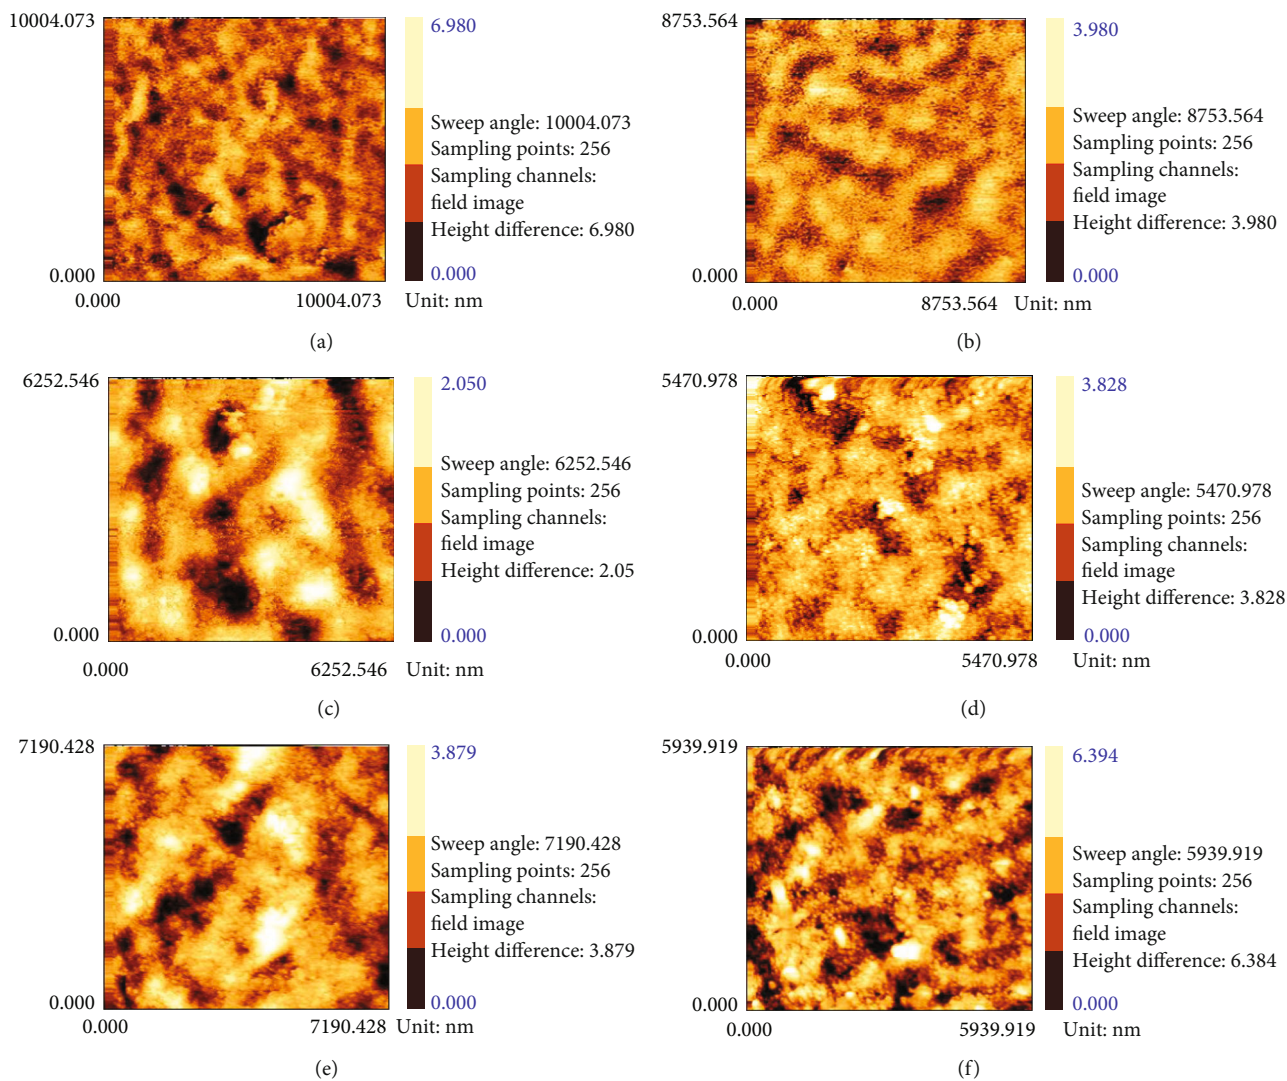 10004.073
6.980
Sweep angle: 10004.073
Sampling points: 256
Sampling channels:
field image
Height difference: 6.980
0.000
0.000
0.000
10004.073
Unit: nm
(a)
8753.564
3.980
Sweep angle: 8753.564
Sampling points: 256
Sampling channels:
field image
Height difference: 3.980
0.000
0.000
0.000
8753.564
Unit: nm
(b)
6252.546
2.050
Sweep angle: 6252.546
Sampling points: 256
Sampling channels:
field image
Height difference: 2.05
0.000
0.000
0.000
6252.546
Unit: nm
(c)
5470.978
3.828
Sweep angle: 5470.978
Sampling points: 256
Sampling channels:
field image
Height difference: 3.828
0.000
0.000
0.000
5470.978
Unit: nm
(d)
7190.428
3.879
Sweep angle: 7190.428
Sampling points: 256
Sampling channels:
field image
Height difference: 3.879
0.000
0.000
0.000
7190.428
Unit: nm
(e)
5939.919
6.394
Sweep angle: 5939.919
Sampling points: 256
Sampling channels:
field image
Height difference: 6.384
0.000
0.000
0.000
5939.919
Unit: nm
(f)